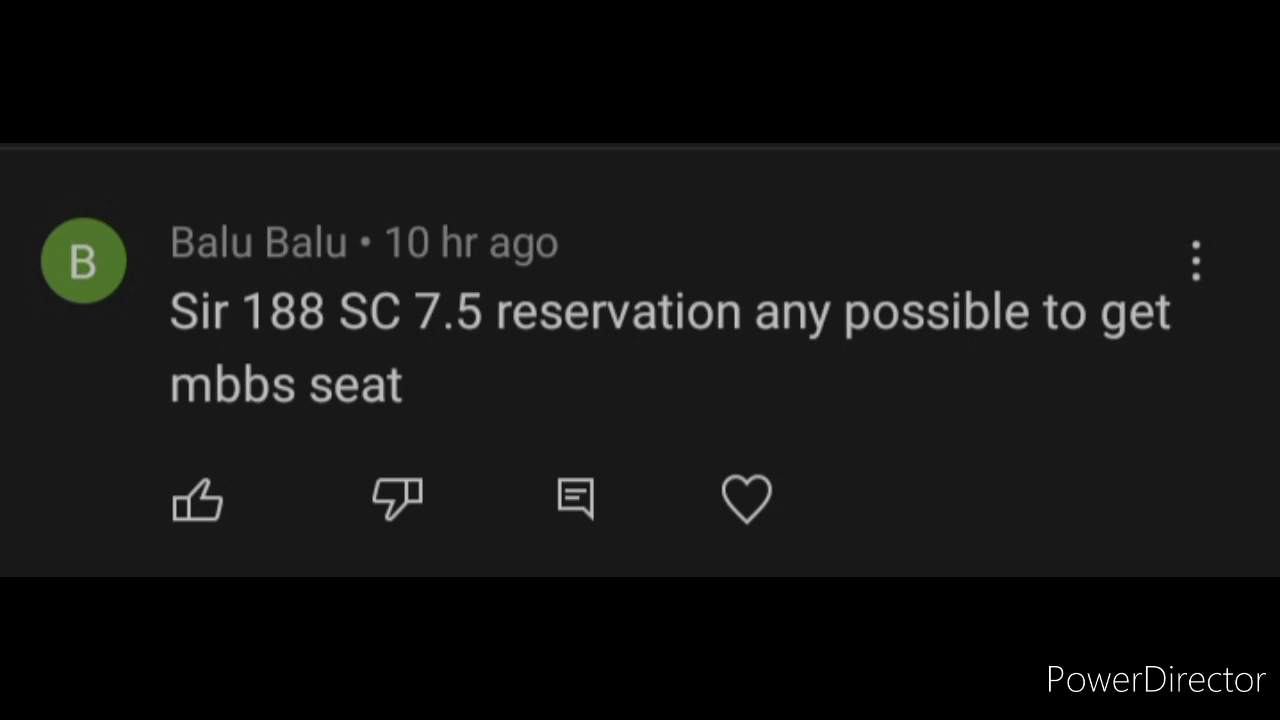 B
Balu Balu • 10 hr ago
Sir 188 SC 7.5 reservation any possible to get
mbbs seat
PowerDirector